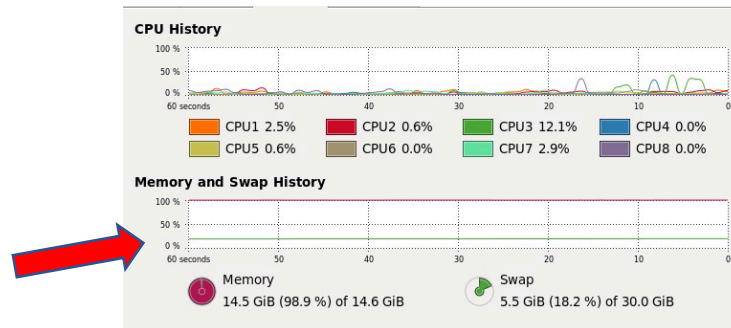 CPU History
100 %
50 %
0 %
60 seconds 50 40 30 20 10 0
CPU1 2.5% CPU2 0.6% CPU3 12.1% CPU4 0.0%
CPU5 0.6% CPU6 0.0% CPU7 2.9% CPU8 0.0%
Memory and Swap History
100 %
50 %
0 %
60 seconds 50 40 30 20 10 0
Memory Swap
14.5 GiB (98.9 %) of 14.6 GiB 5.5 GiB (18.2 %) of 30.0 GiB